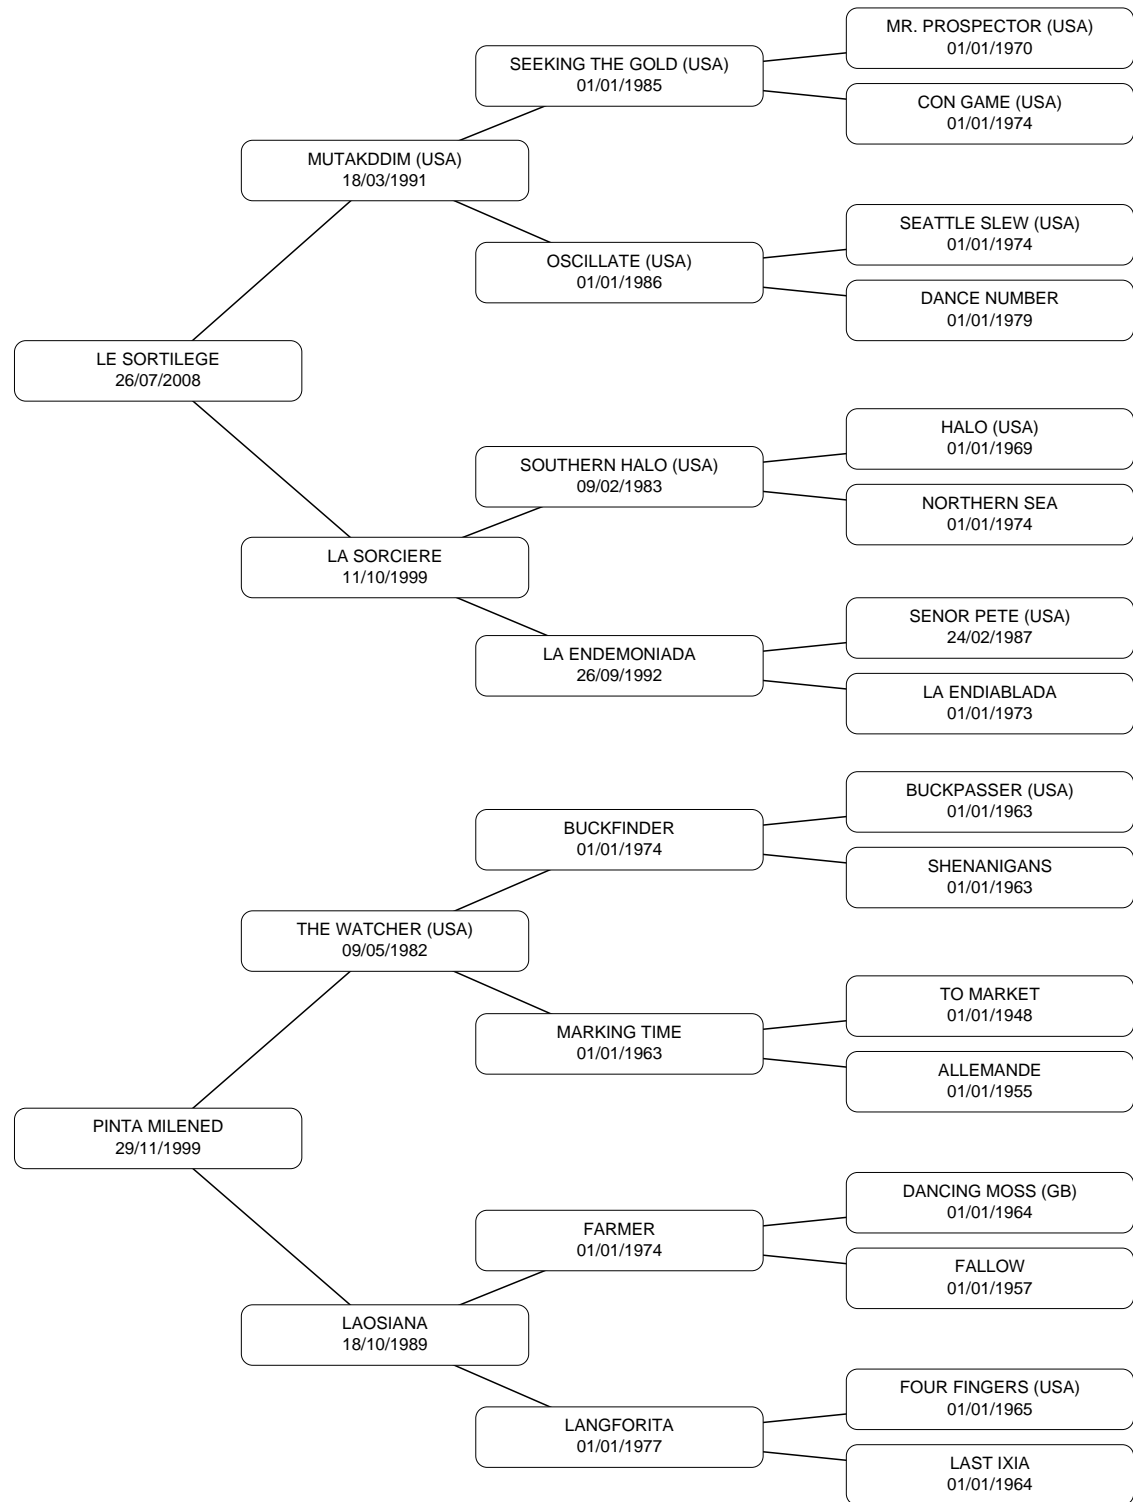 MR. PROSPECTOR (USA)
01/01/1970
SEEKING THE GOLD (USA)
01/01/1985
CON GAME (USA)
01/01/1974
MUTAKDDIM (USA)
18/03/1991
SEATTLE SLEW (USA)
01/01/1974
OSCILLATE (USA)
01/01/1986
DANCE NUMBER
01/01/1979
LE SORTILEGE
26/07/2008
HALO (USA)
01/01/1969
SOUTHERN HALO (USA)
09/02/1983
NORTHERN SEA
01/01/1974
LA SORCIERE
11/10/1999
SENOR PETE (USA)
24/02/1987
LA ENDEMONIADA
26/09/1992
LA ENDIABLADA
01/01/1973
BUCKPASSER (USA)
01/01/1963
BUCKFINDER
01/01/1974
SHENANIGANS
01/01/1963
THE WATCHER (USA)
09/05/1982
TO MARKET
01/01/1948
MARKING TIME
01/01/1963
ALLEMANDE
01/01/1955
PINTA MILENED
29/11/1999
DANCING MOSS (GB)
01/01/1964
FARMER
01/01/1974
FALLOW
01/01/1957
LAOSIANA
18/10/1989
FOUR FINGERS (USA)
01/01/1965
LANGFORITA
01/01/1977
LAST IXIA
01/01/1964